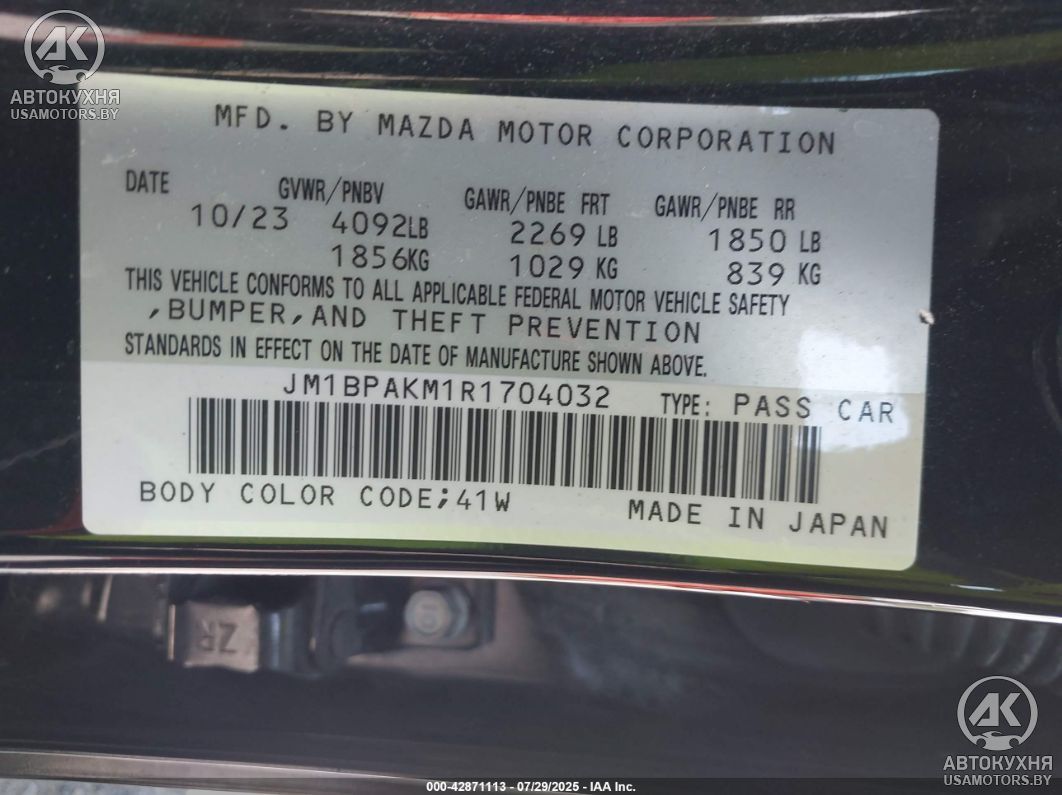 AK
АВТОКУХНЯ
USAMOTORS.BY
MFD. BY MAZDA MOTOR CORPORATION
DATE GVWR/PNBV GAWR/PNBE FRT GAWR/PNBE RR
10/23 4092LB 2269 LB 1850 LB
1856KG 1029 KG 839 KG
THIS VEHICLE CONFORMS TO ALL APPLICABLE FEDERAL MOTOR VEHICLE SAFETY
,BUMPER,AND THEFT PREVENTION
STANDARDS IN EFFECT ON THE DATE OF MANUFACTURE SHOWN ABOVE.
JM1BPAKM1R1704032 TYPE: PASS CAR
BODY COLOR CODE;41W MADE IN JAPAN
ZR
8
AK
АВТОКУХНЯ
USAMOTORS.BY
000-42871113 - 07/29/2025 - IAA Inc.